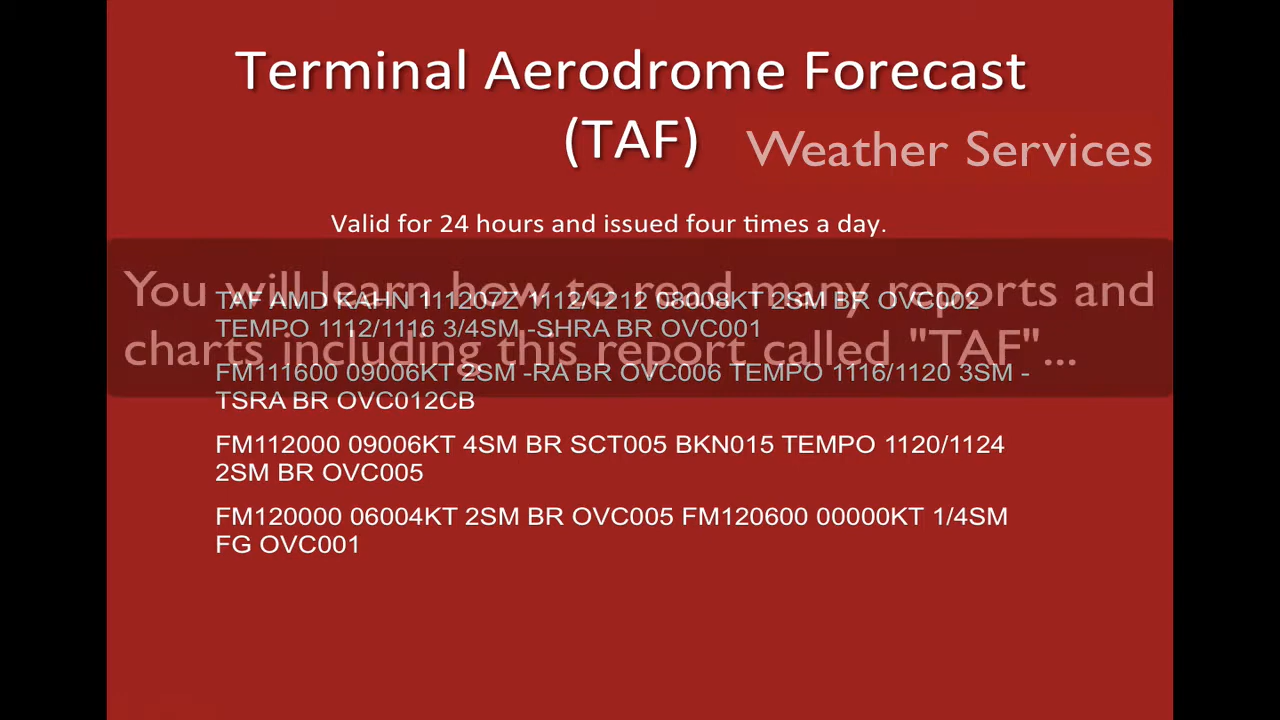 Terminal Aerodrome Forecast
(TAF)
Weather Services
Valid for 24 hours and issued four times a day.
You will learn how to read many reports and
charts including this report called "TAF"...
TAF AMD KAHN 111207Z 1112/1212 08008KT 2SM BR OVC002
TEMPO 1112/1116 3/4SM -SHRA BR OVC001
FM111600 09006KT 2SM -RA BR OVC006 TEMPO 1116/1120 3SM -
TSRA BR OVC012CB
FM112000 09006KT 4SM BR SCT005 BKN015 TEMPO 1120/1124
2SM BR OVC005
FM120000 06004KT 2SM BR OVC005 FM120600 00000KT 1/4SM
FG OVC001